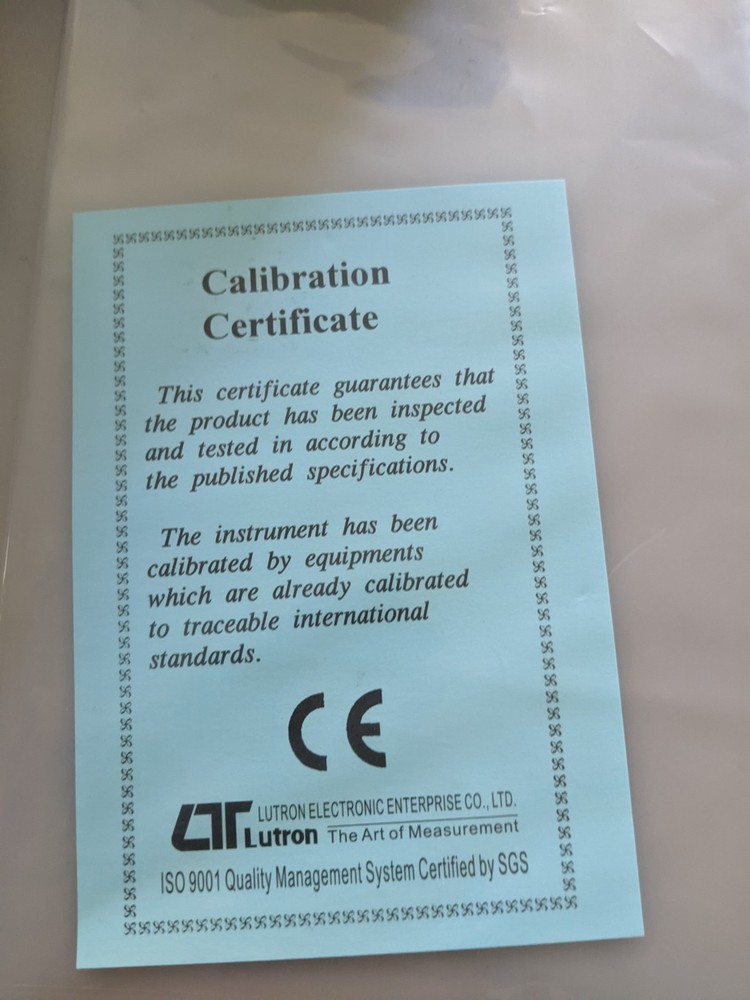 Calibration
Certificate
This certificate guarantees that
the product has been inspected
and tested in according to
the published specifications.
The instrument has been
calibrated by equipments
which are already calibrated
to traceable international
standards.
CE
LUTRON ELECTRONIC ENTERPRISE CO., LTD.
Lutron The Art of Measurement
ISO 9001 Quality Management System Certified by SGS